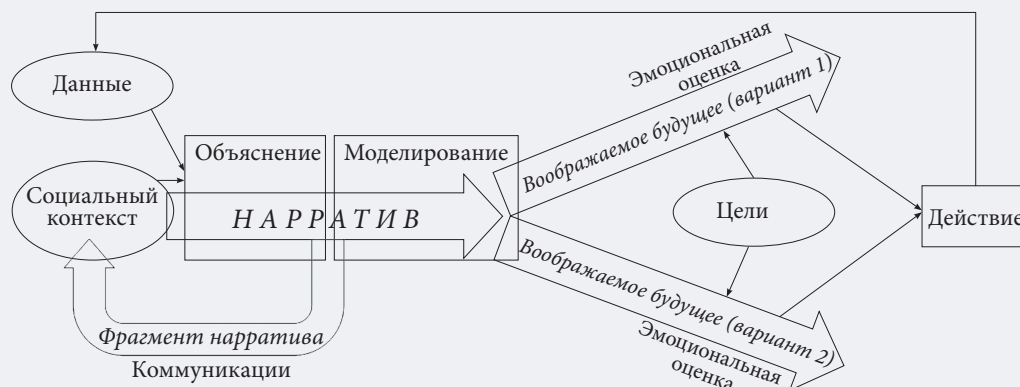 Данные
Социальный
контекст
Объяснение
Моделирование
НАРРАТИВ
Фрагмент нарратива
Коммуникации
Эмоциональная
оценка
Воображаемое будущее (вариант 1)
Цели
Воображаемое будущее (вариант 2)
Эмоциональная
оценка
Действие